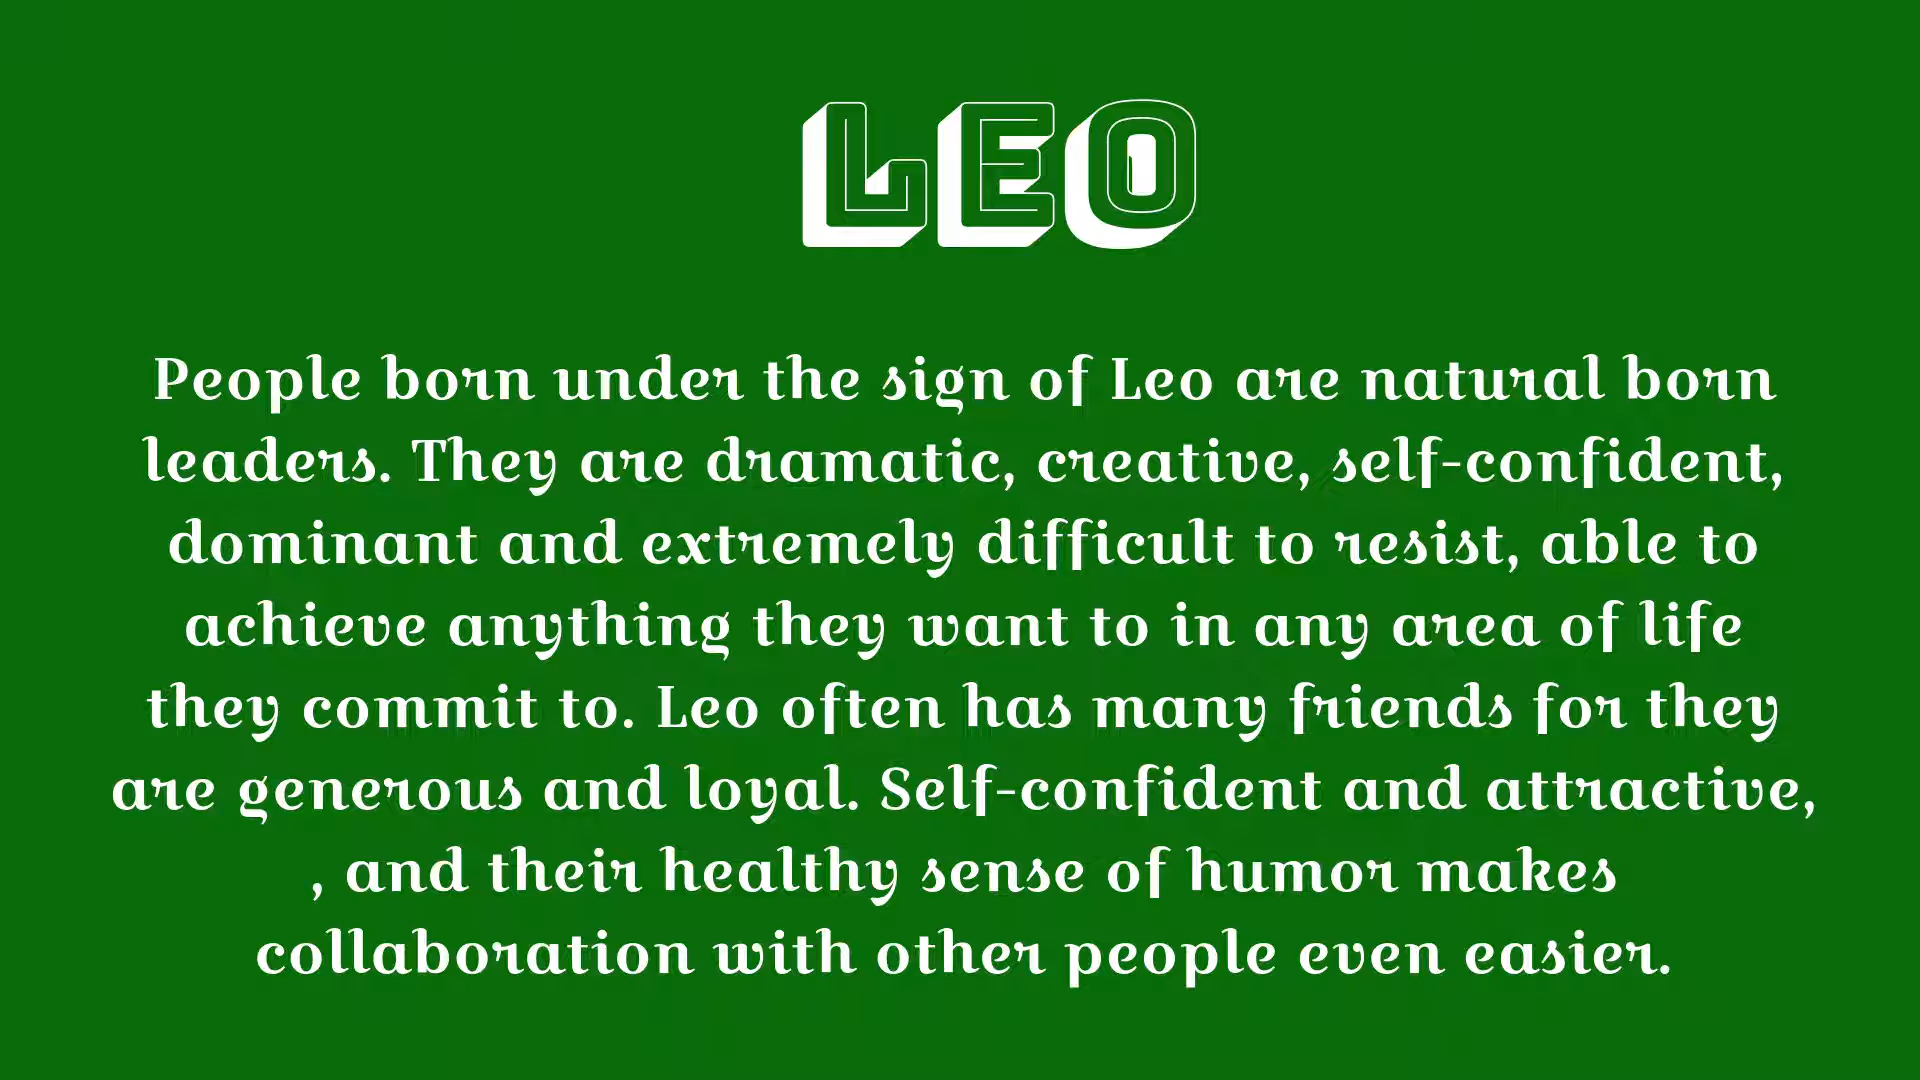 LEO
People born under the sign of Leo are natural born
leaders. They are dramatic, creative, self-confident,
dominant and extremely difficult to resist, able to
achieve anything they want to in any area of life
they commit to. Leo often has many friends for they
are generous and loyal. Self-confident and attractive,
, and their healthy sense of humor makes
collaboration with other people even easier.